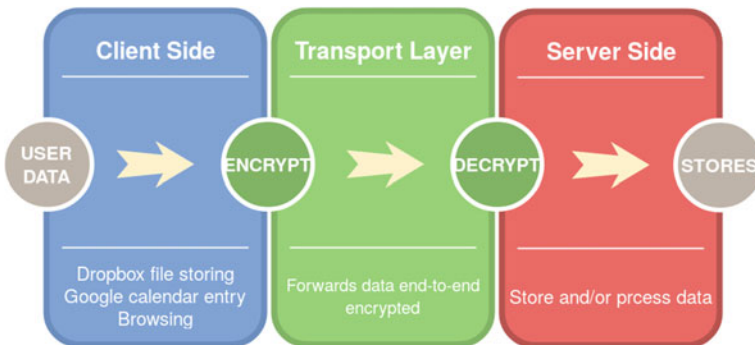 Client Side
Transport Layer
Server Side
USER
DATA
ENCRYPT
DECRYPT
STORES
Dropbox file storing
Google calendar entry
Browsing
Forwards data end-to-end
encrypted
Store and/or prcess data